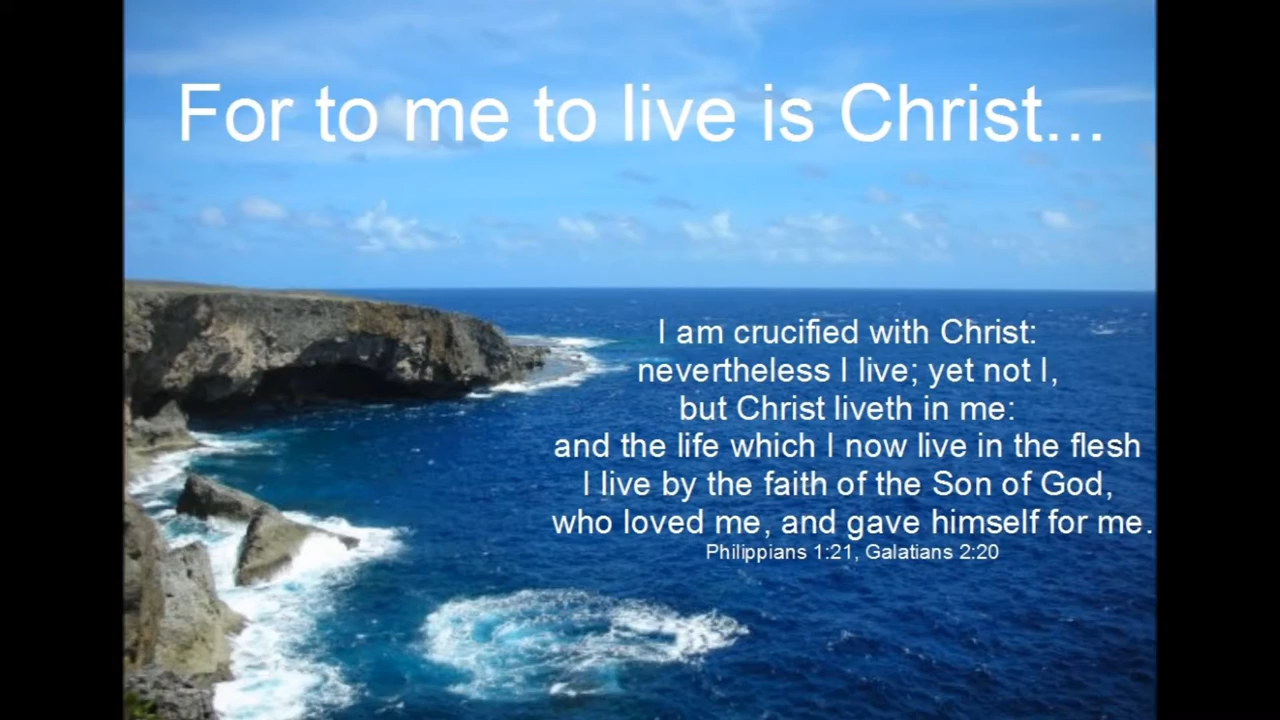 For to me to live is Christ...
I am crucified with Christ:
nevertheless I live; yet not I,
but Christ liveth in me:
and the life which I now live in the flesh
I live by the faith of the Son of God,
who loved me, and gave himself for me.
Philippians 1:21, Galatians 2:20